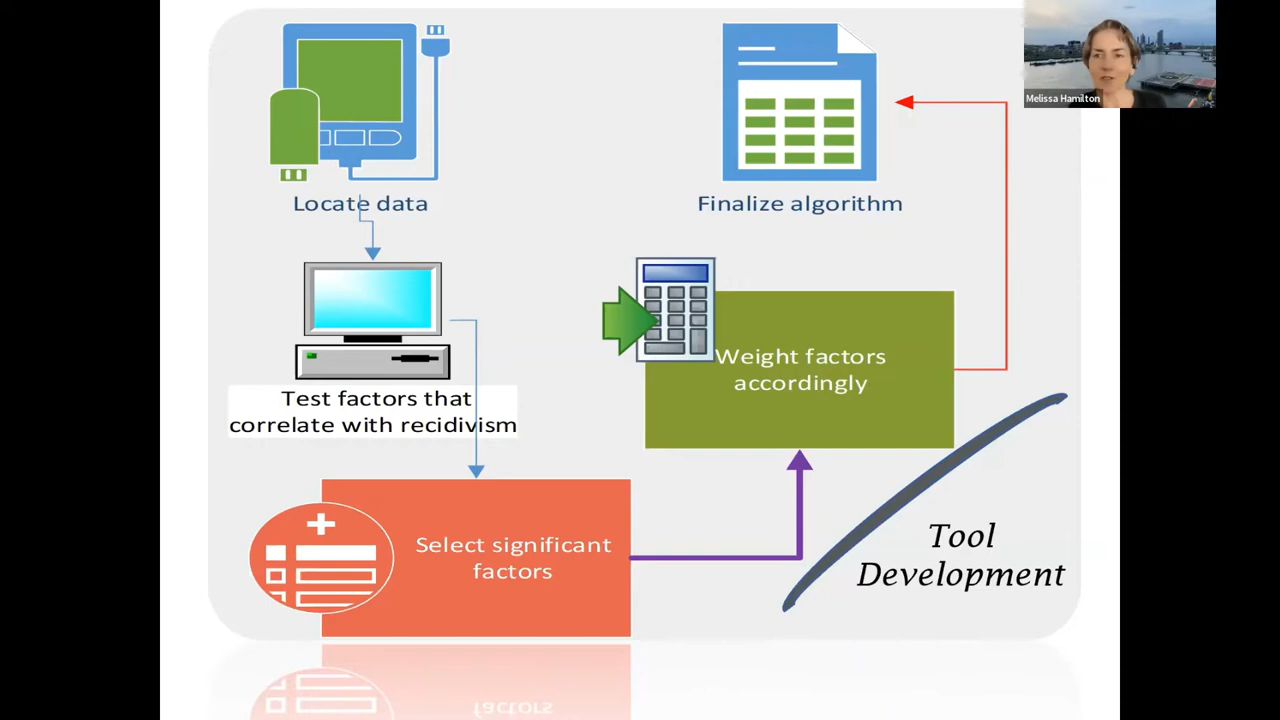 Melissa Hamilton
Locate data
Finalize algorithm
Test factors that
correlate with recidivism
Weight factors
accordingly
Select significant
factors
Tool
Development
factors